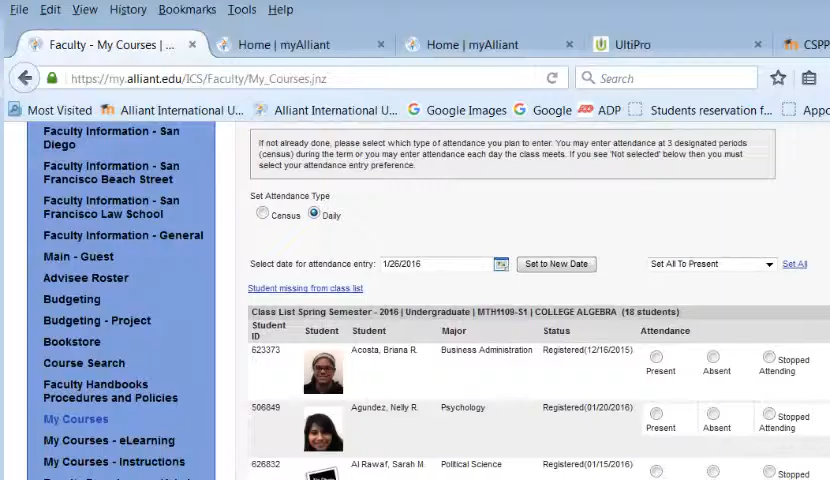 File Edit View History Bookmarks Tools Help
Faculty - My Courses | ... × Home | myAlliant × Home | myAlliant × UltiPro × CSPP
https://my.alliant.edu/ICS/Faculty/My_Courses.jnz Search
Most Visited Alliant International U... Alliant International U... Google Images Google ADP Students reservation f... Appo
Faculty Information - San
Diego
Faculty Information - San
Francisco Beach Street
Faculty Information - San
Francisco Law School
Faculty Information - General
Main - Guest
Advisee Roster
Budgeting
Budgeting - Project
Bookstore
Course Search
Faculty Handbooks
Procedures and Policies
My Courses
My Courses - eLearning
My Courses - Instructions
If not already done, please select which type of attendance you plan to enter. You may enter attendance at 3 designated periods
(census) during the term or you may enter attendance each day the class meets. If you see 'Not selected' below then you must
select your attendance entry preference.
Set Attendance Type
Census Daily
Select date for attendance entry: 1/26/2016 Set to New Date Set All To Present Set All
Student missing from class list
Class List Spring Semester - 2016 | Undergraduate | MTH1109-S1 | COLLEGE ALGEBRA (18 students)
Student ID Student Student Major Status Attendance
623373 Acosta, Briana R. Business Administration Registered(12/16/2015) Present Absent Stopped Attending
506849 Agundez, Nelly R. Psychology Registered(01/20/2016) Present Absent Stopped Attending
626832 Al Rawaf, Sarah M. Political Science Registered(01/15/2016) Stopped